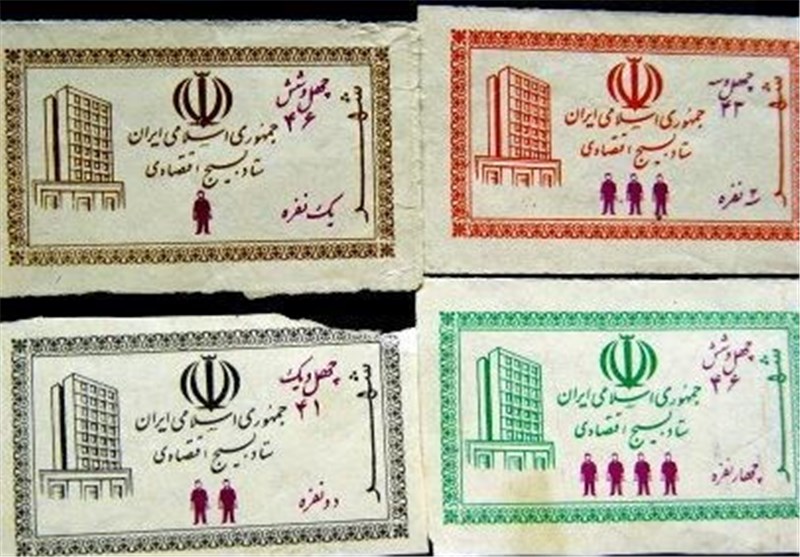 چهل و شش
۴۶
جمهوری اسلامی ایران
ستاد بسیج اقتصادی
یک نفره
چهل و سه
۴۳
جمهوری اسلامی ایران
ستاد بسیج اقتصادی
سه نفره
چهل و یک
۴۱
جمهوری اسلامی ایران
ستاد بسیج اقتصادی
دو نفره
چهل و شش
۴۶
جمهوری اسلامی ایران
ستاد بسیج اقتصادی
چهار نفره